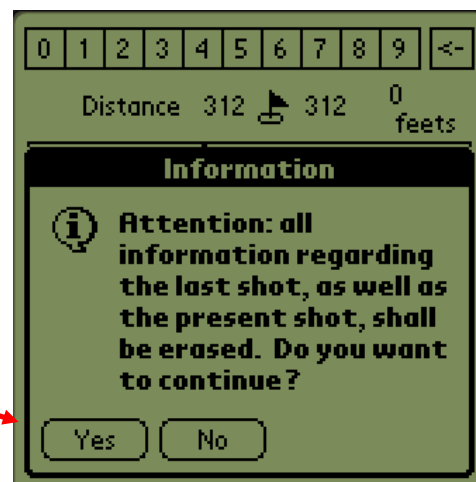 0 1 2 3 4 5 6 7 8 9 <-
Distance 312 312 0 feets
Information
Attention: all
information regarding
the last shot, as well as
the present shot, shall
be erased. Do you want
to continue?
Yes No